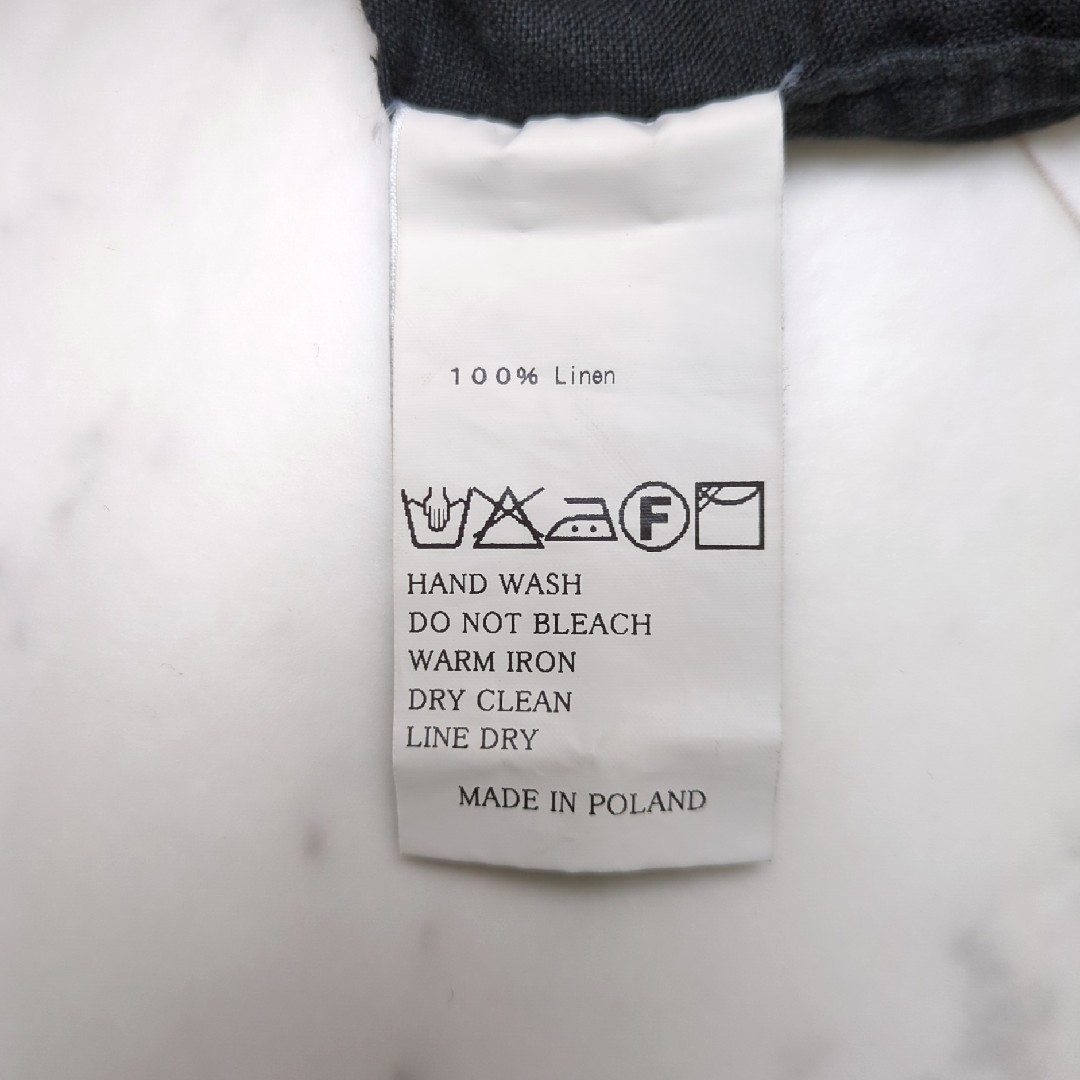 100% Linen
F
HAND WASH
DO NOT BLEACH
WARM IRON
DRY CLEAN
LINE DRY
MADE IN POLAND